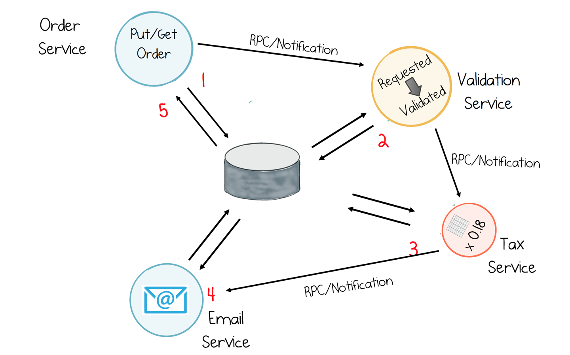 Order
Service
Put/Get
Order
RPC/Notification
Requested
Validated
Validation
Service
1
5
2
RPC/Notification
x 0.18
3
Tax
Service
RPC/Notification
@
4
Email
Service